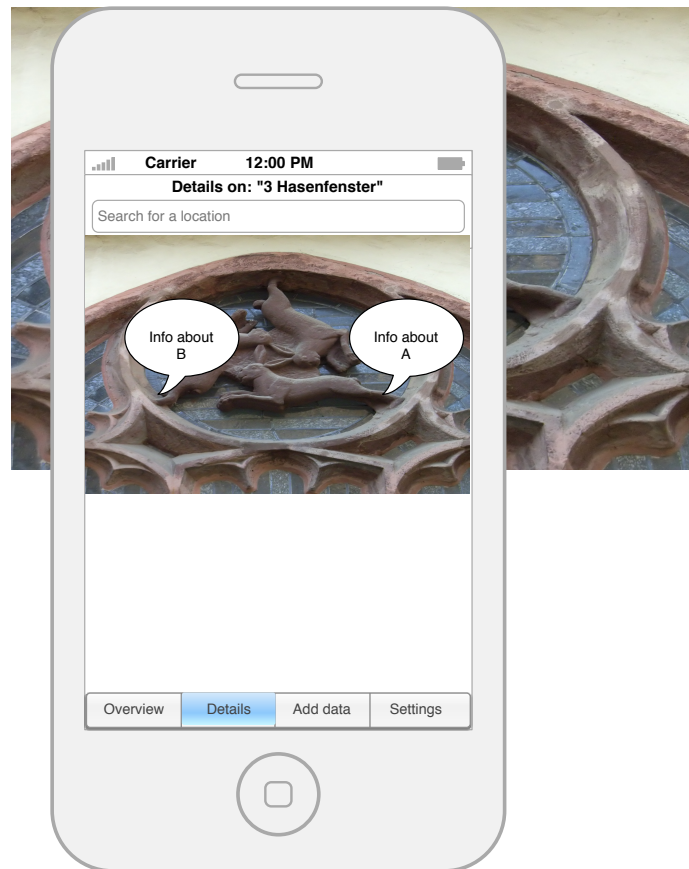 Carrier 12:00 PM
Details on: "3 Hasenfenster"
Search for a location
Info about
B
Info about
A
Overview Details Add data Settings